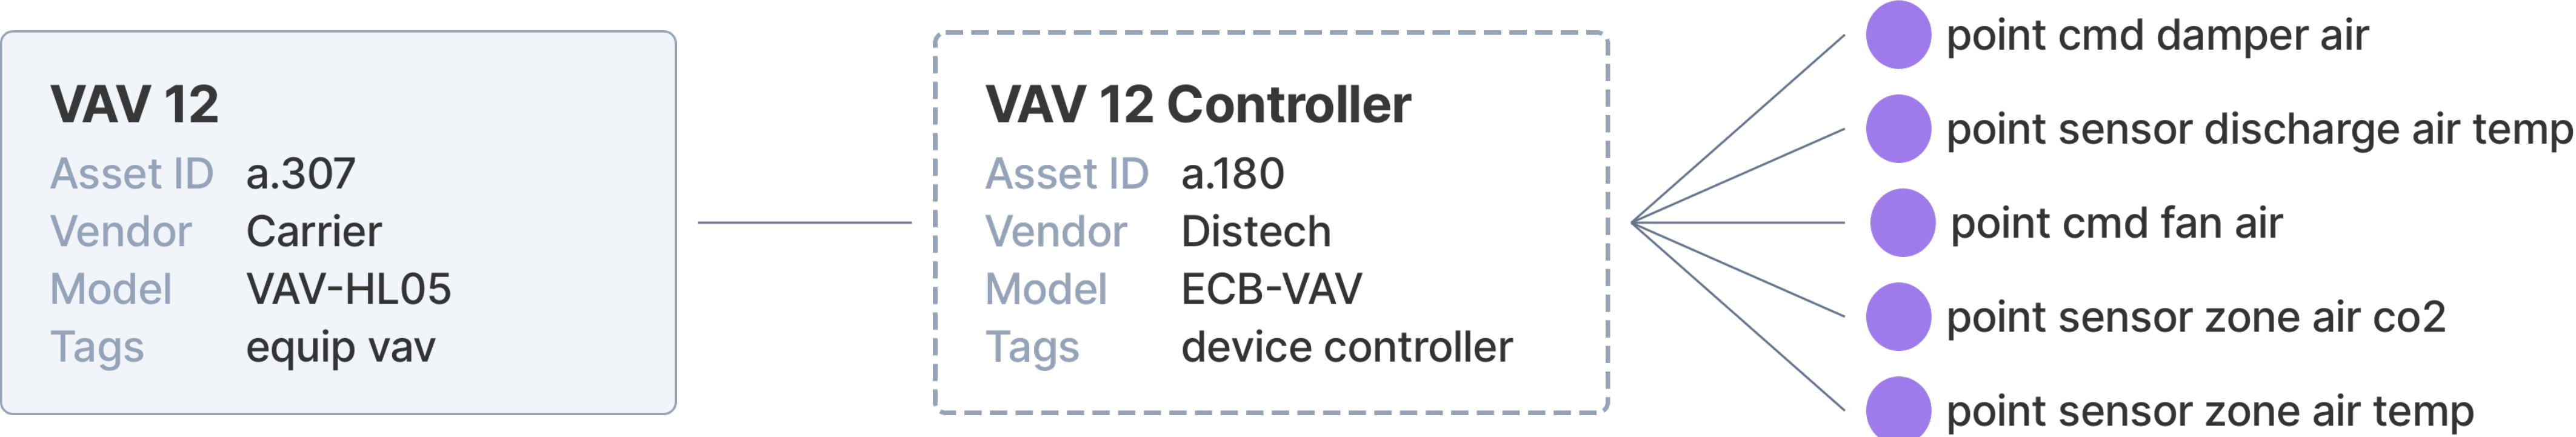 VAV 12
Asset ID a.307
Vendor Carrier
Model VAV-HL05
Tags equip vav
VAV 12 Controller
Asset ID a.180
Vendor Distech
Model ECB-VAV
Tags device controller
point cmd damper air
point sensor discharge air temp
point cmd fan air
point sensor zone air co2
point sensor zone air temp